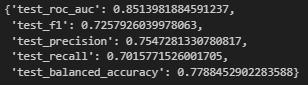 {'test_roc_auc': 0.8513981884591237,
'test_f1': 0.7257926039978063,
'test_precision': 0.7547281330780817,
'test_recall': 0.7015771526001705,
'test_balanced_accuracy': 0.7788452902283588}